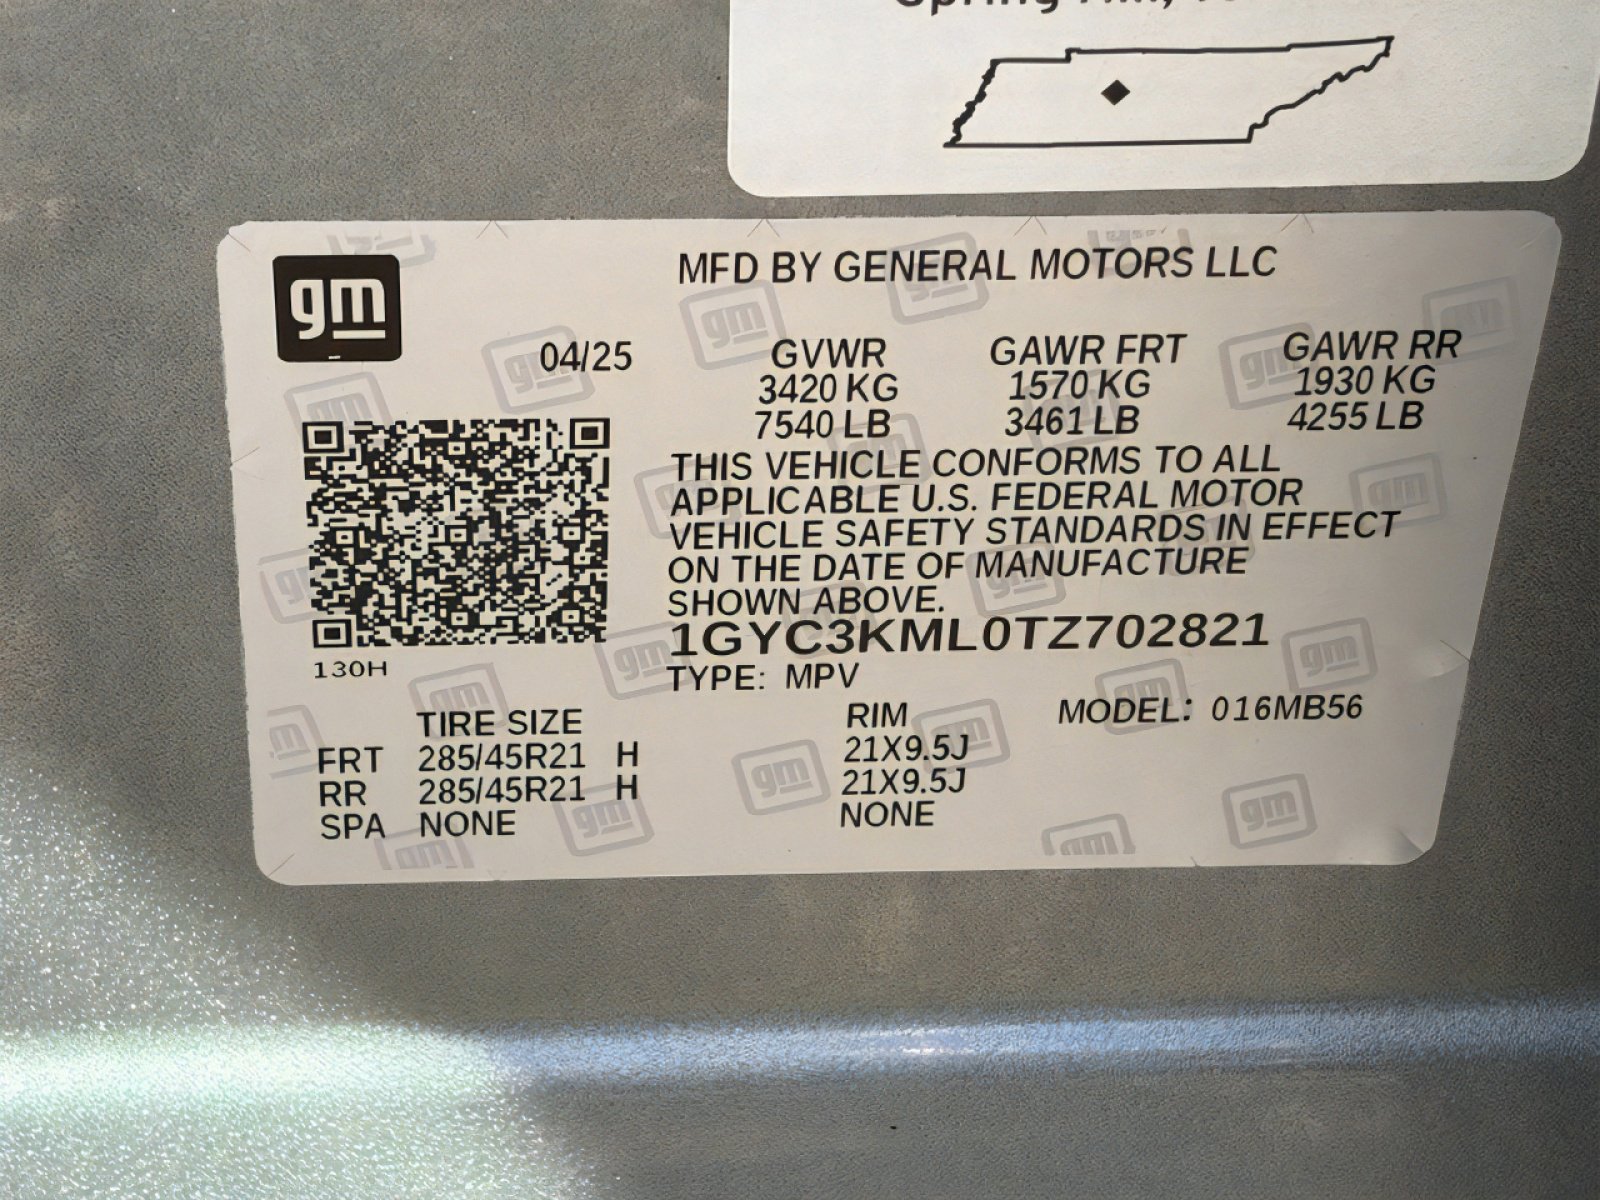 Spring Hill,
gm
MFD BY GENERAL MOTORS LLC
04/25
GVWR GAWR FRT GAWR RR
3420 KG 1570 KG 1930 KG
7540 LB 3461 LB 4255 LB
THIS VEHICLE CONFORMS TO ALL
APPLICABLE U.S. FEDERAL MOTOR
VEHICLE SAFETY STANDARDS IN EFFECT
ON THE DATE OF MANUFACTURE
SHOWN ABOVE.
1GYC3KML0TZ702821
130H
TYPE: MPV
MODEL: 016MB56
TIRE SIZE RIM
FRT 285/45R21 H 21X9.5J
RR 285/45R21 H 21X9.5J
SPA NONE NONE